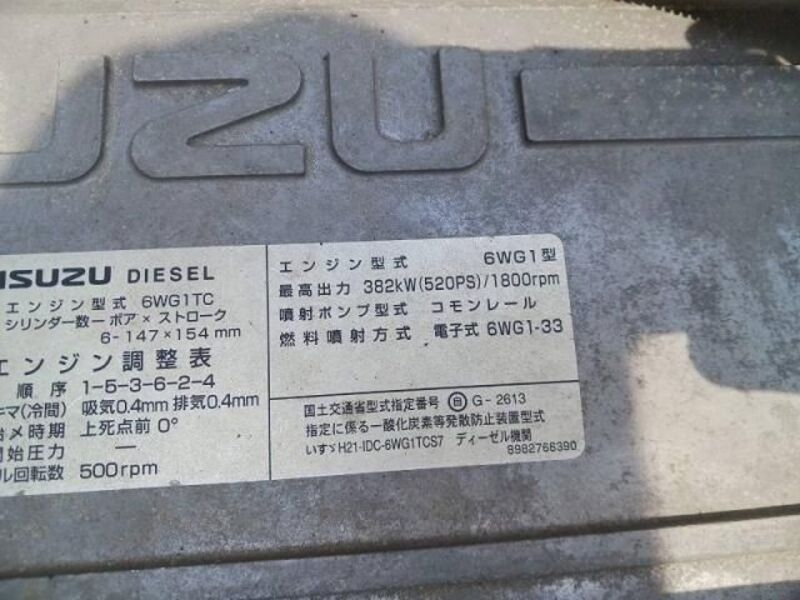 UZU
ISUZU DIESEL
エンジン型式 6WG1TC
シリンダー数ー ボア × ストローク
6-147×154mm
エンジン調整表
順序 1-5-3-6-2-4
キマ(冷間) 吸気0.4mm 排気0.4mm
始メ時期 上死点前 0°
開始圧力 —
ル回転数 500rpm
エンジン型式 6WG1型
最高出力 382kW(520PS)/1800rpm
噴射ポンプ型式 コモンレール
燃料噴射方式 電子式 6WG1-33
国土交通省型式指定番号 ㊀ G-2613
指定に係る一酸化炭素等発散防止装置型式
いすゞH21-IDC-6WG1TCS7 ディーゼル機関
8982766390